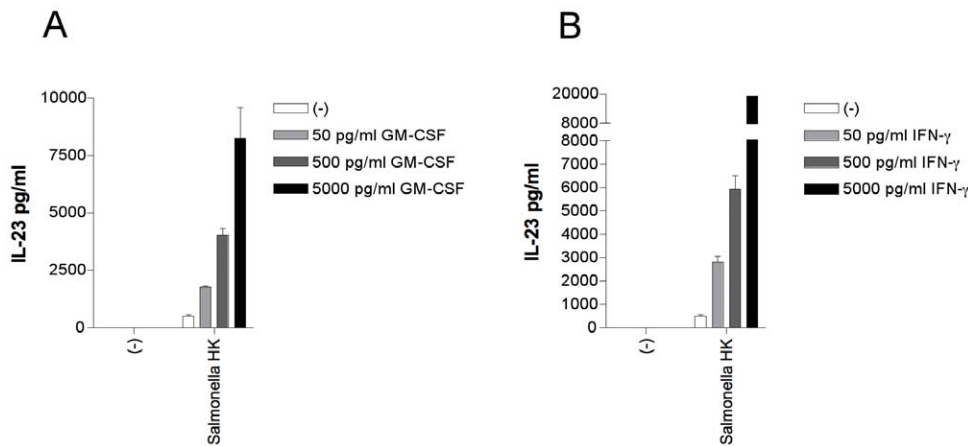 A
IL-23 pg/ml
10000
7500
5000
2500
0
(-)
Salmonella HK
(-)
50 pg/ml GM-CSF
500 pg/ml GM-CSF
5000 pg/ml GM-CSF
B
IL-23 pg/ml
20000
8000
8000
7000
6000
5000
4000
3000
2000
1000
0
(-)
Salmonella HK
(-)
50 pg/ml IFN-γ
500 pg/ml IFN-γ
5000 pg/ml IFN-γ